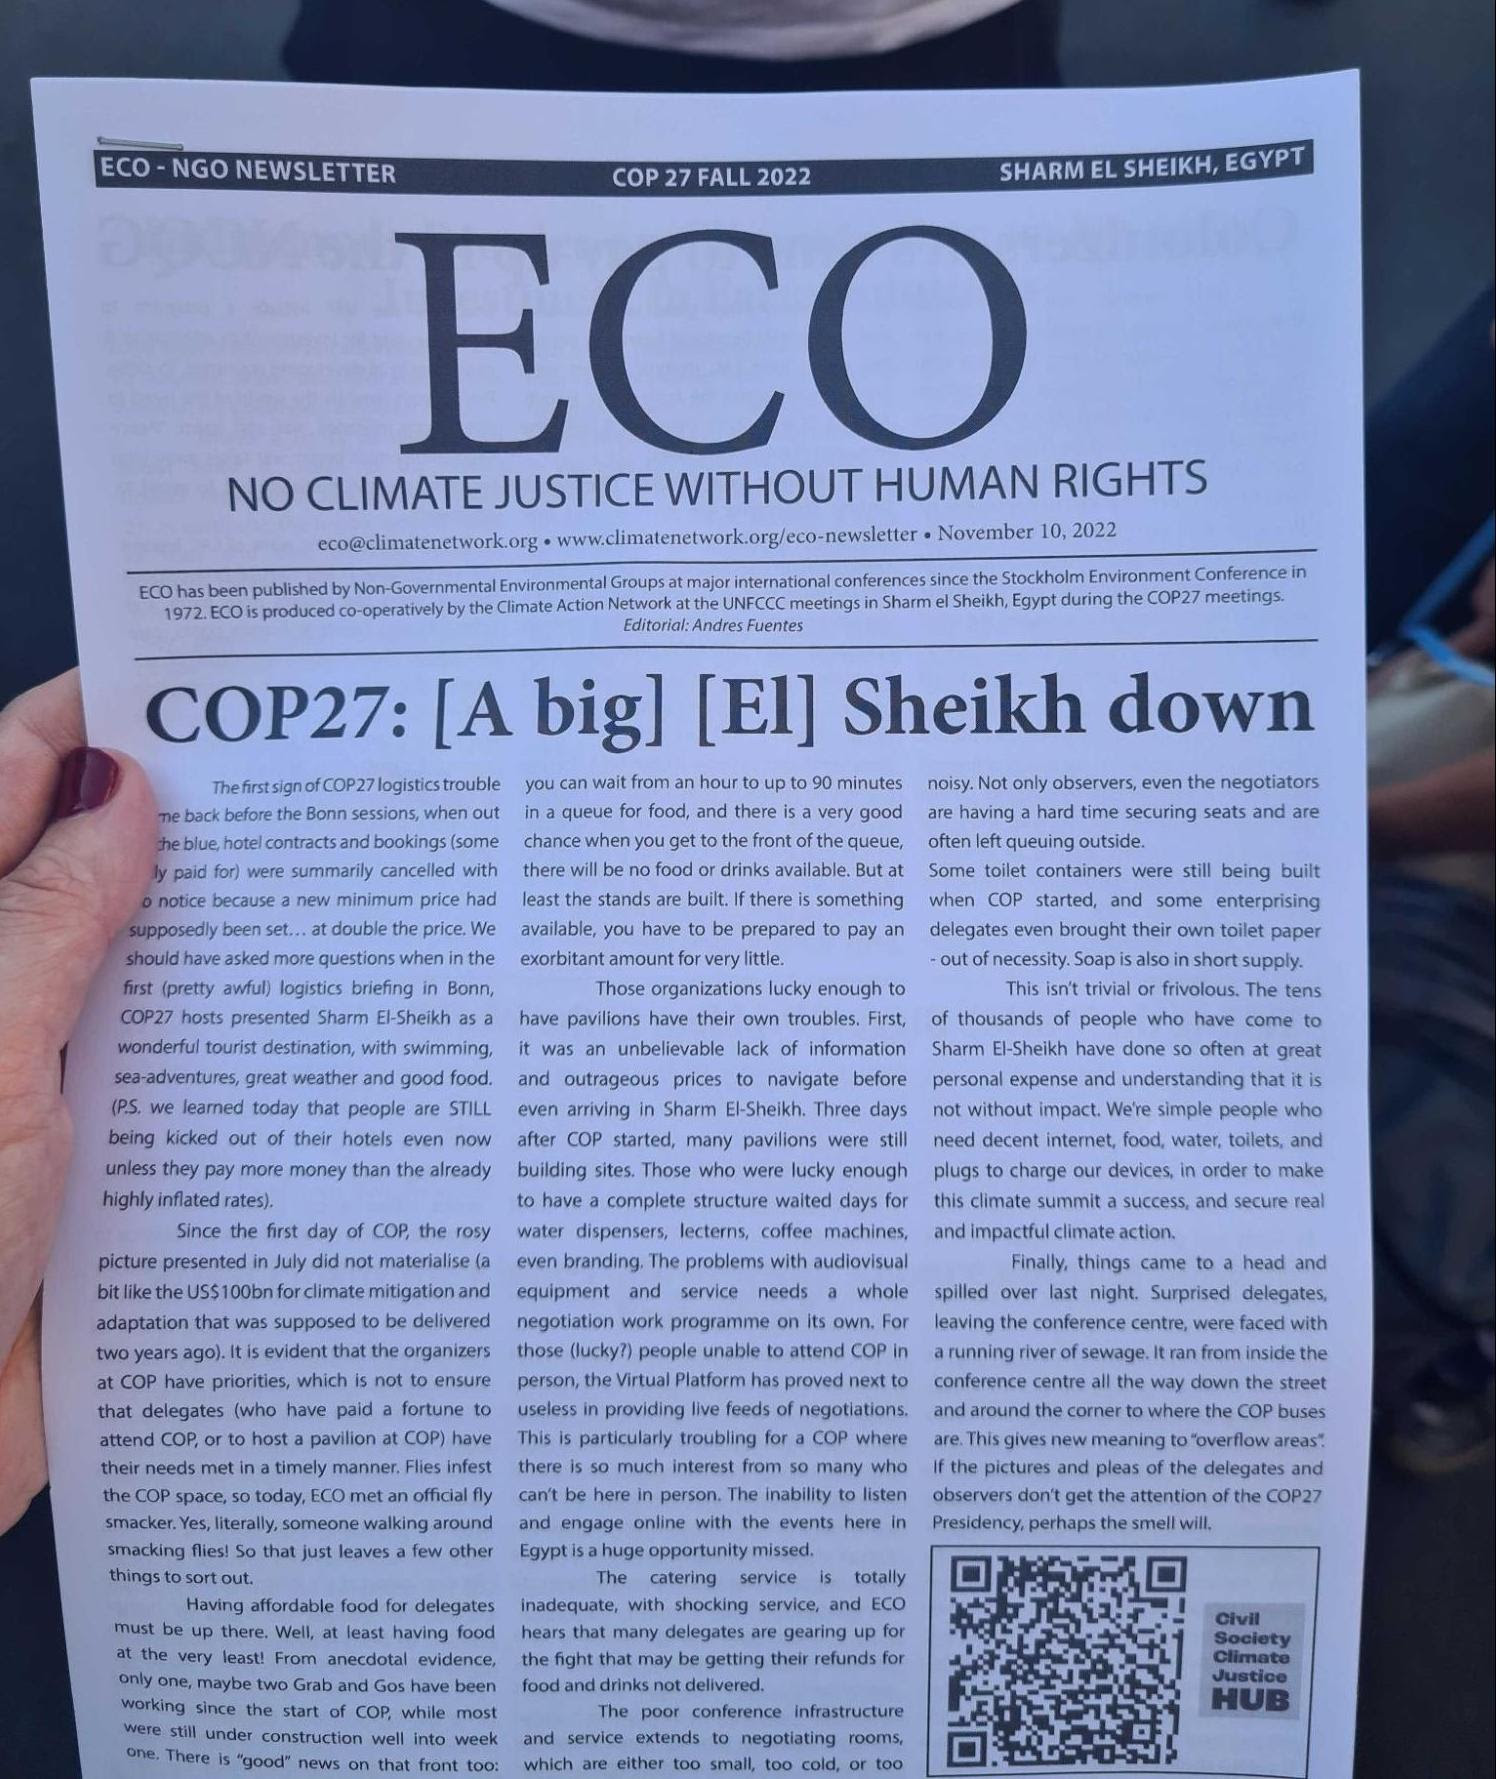 ECO - NGO NEWSLETTER COP 27 FALL 2022 SHARM EL SHEIKH, EGYPT
ECO
NO CLIMATE JUSTICE WITHOUT HUMAN RIGHTS
eco@climatenetwork.org • www.climatenetwork.org/eco-newsletter • November 10, 2022
ECO has been published by Non-Governmental Environmental Groups at major international conferences since the Stockholm Environment Conference in
1972. ECO is produced co-operatively by the Climate Action Network at the UNFCCC meetings in Sharm el Sheikh, Egypt during the COP27 meetings.
Editorial: Andres Fuentes
COP27: [A big] [El] Sheikh down
The first sign of COP27 logistics trouble
me back before the Bonn sessions, when out
he blue, hotel contracts and bookings (some
ly paid for) were summarily cancelled with
o notice because a new minimum price had
supposedly been set... at double the price. We
should have asked more questions when in the
first (pretty awful) logistics briefing in Bonn,
COP27 hosts presented Sharm El-Sheikh as a
wonderful tourist destination, with swimming,
sea-adventures, great weather and good food.
(P.S. we learned today that people are STILL
being kicked out of their hotels even now
unless they pay more money than the already
highly inflated rates).
Since the first day of COP, the rosy
picture presented in July did not materialise (a
bit like the US$100bn for climate mitigation and
adaptation that was supposed to be delivered
two years ago). It is evident that the organizers
at COP have priorities, which is not to ensure
that delegates (who have paid a fortune to
attend COP, or to host a pavilion at COP) have
their needs met in a timely manner. Flies infest
the COP space, so today, ECO met an official fly
smacker. Yes, literally, someone walking around
smacking flies! So that just leaves a few other
things to sort out.
Having affordable food for delegates
must be up there. Well, at least having food
at the very least! From anecdotal evidence,
only one, maybe two Grab and Gos have been
working since the start of COP, while most
were still under construction well into week
one. There is “good” news on that front too:
you can wait from an hour to up to 90 minutes
in a queue for food, and there is a very good
chance when you get to the front of the queue,
there will be no food or drinks available. But at
least the stands are built. If there is something
available, you have to be prepared to pay an
exorbitant amount for very little.
Those organizations lucky enough to
have pavilions have their own troubles. First,
it was an unbelievable lack of information
and outrageous prices to navigate before
even arriving in Sharm El-Sheikh. Three days
after COP started, many pavilions were still
building sites. Those who were lucky enough
to have a complete structure waited days for
water dispensers, lecterns, coffee machines,
even branding. The problems with audiovisual
equipment and service needs a whole
negotiation work programme on its own. For
those (lucky?) people unable to attend COP in
person, the Virtual Platform has proved next to
useless in providing live feeds of negotiations.
This is particularly troubling for a COP where
there is so much interest from so many who
can't be here in person. The inability to listen
and engage online with the events here in
Egypt is a huge opportunity missed.
The catering service is totally
inadequate, with shocking service, and ECO
hears that many delegates are gearing up for
the fight that may be getting their refunds for
food and drinks not delivered.
The poor conference infrastructure
and service extends to negotiating rooms,
which are either too small, too cold, or too
noisy. Not only observers, even the negotiators
are having a hard time securing seats and are
often left queuing outside.
Some toilet containers were still being built
when COP started, and some enterprising
delegates even brought their own toilet paper
- out of necessity. Soap is also in short supply.
This isn't trivial or frivolous. The tens
of thousands of people who have come to
Sharm El-Sheikh have done so often at great
personal expense and understanding that it is
not without impact. We're simple people who
need decent internet, food, water, toilets, and
plugs to charge our devices, in order to make
this climate summit a success, and secure real
and impactful climate action.
Finally, things came to a head and
spilled over last night. Surprised delegates,
leaving the conference centre, were faced with
a running river of sewage. It ran from inside the
conference centre all the way down the street
and around the corner to where the COP buses
are. This gives new meaning to “overflow areas”.
If the pictures and pleas of the delegates and
observers don't get the attention of the COP27
Presidency, perhaps the smell will.
Civil
Society
Climate
Justice
HUB